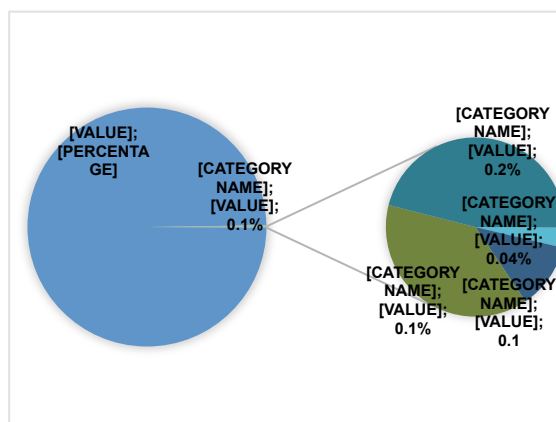 [VALUE];
[PERCENTA
GE]
[CATEGORY
NAME];
[VALUE];
0.1%
[CATEGORY
NAME];
[VALUE];
0.2%
[CATEGORY
NAME];
[VALUE];
0.04%
[CATEGORY
NAME];
[VALUE];
0.1%
[CATEGORY
NAME];
[VALUE];
0.1